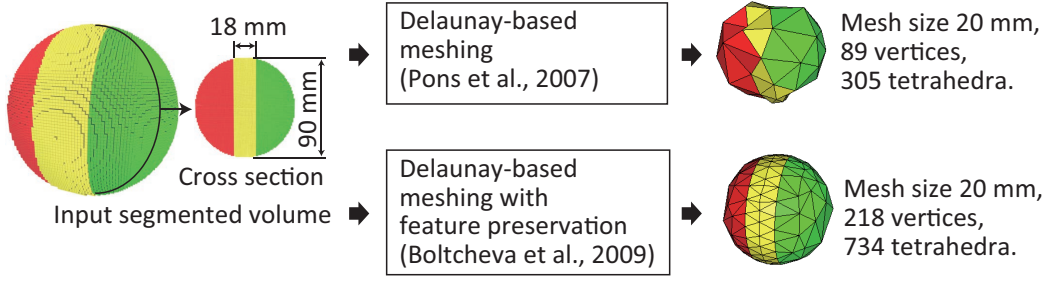 18 mm
90 mm
Cross section
Input segmented volume
Delaunay-based
meshing
(Pons et al., 2007)
Mesh size 20 mm,
89 vertices,
305 tetrahedra.
Delaunay-based
meshing with
feature preservation
(Boltcheva et al., 2009)
Mesh size 20 mm,
218 vertices,
734 tetrahedra.